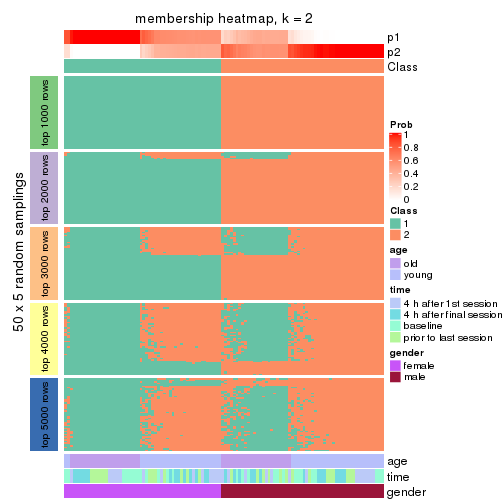 membership heatmap, k = 2
p1
p2
Class
50 x 5 random samplings
top 1000 rows
top 2000 rows
top 3000 rows
top 4000 rows
top 5000 rows
age
time
gender
Prob
1
0.8
0.6
0.4
0.2
0
Class
1
2
age
old
young
time
4 h after 1st session
4 h after final session
baseline
prior to last session
gender
female
male